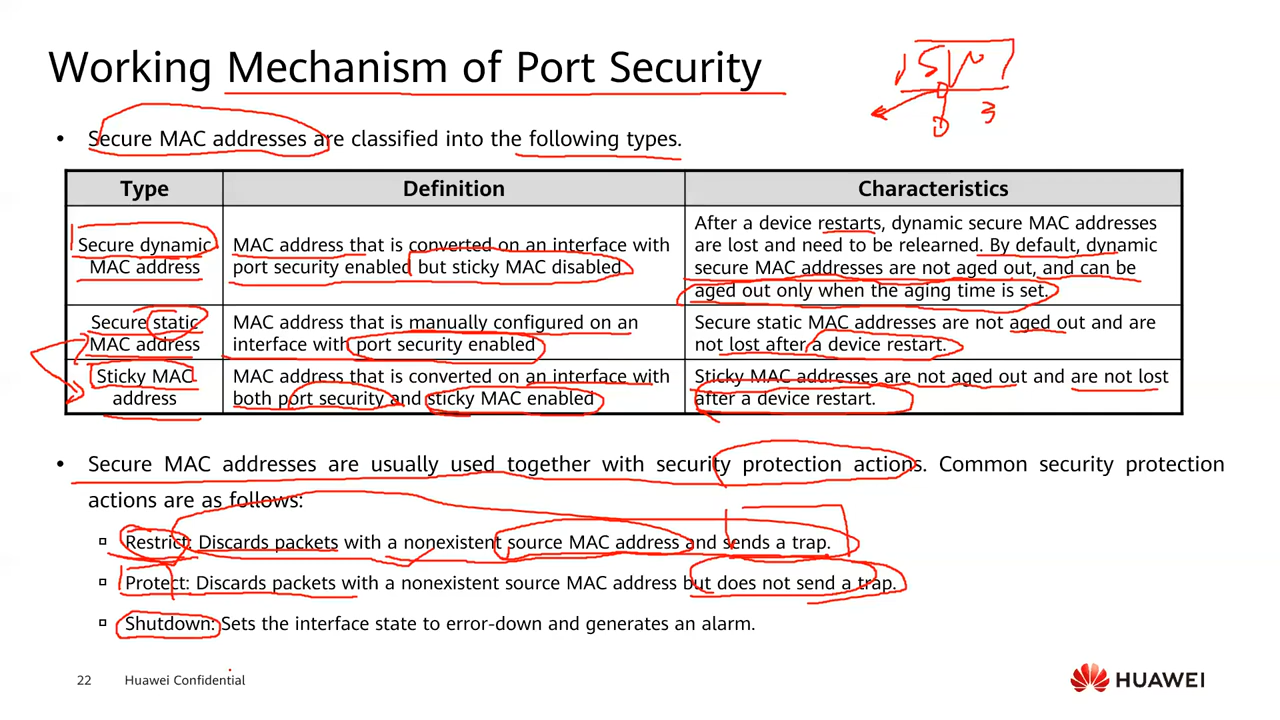 Working Mechanism of Port Security
SW
3
• Secure MAC addresses are classified into the following types.
Type Definition Characteristics
Secure dynamic
MAC address
MAC address that is converted on an interface with
port security enabled but sticky MAC disabled
After a device restarts, dynamic secure MAC addresses
are lost and need to be relearned. By default, dynamic
secure MAC addresses are not aged out, and can be
aged out only when the aging time is set.
Secure static
MAC address
MAC address that is manually configured on an
interface with port security enabled
Secure static MAC addresses are not aged out and are
not lost after a device restart.
Sticky MAC
address
MAC address that is converted on an interface with
both port security and sticky MAC enabled
Sticky MAC addresses are not aged out and are not lost
after a device restart.
• Secure MAC addresses are usually used together with security protection actions. Common security protection
actions are as follows:
▫ Restrict: Discards packets with a nonexistent source MAC address and sends a trap.
▫ Protect: Discards packets with a nonexistent source MAC address but does not send a trap.
▫ Shutdown: Sets the interface state to error-down and generates an alarm.
22 Huawei Confidential
HUAWEI